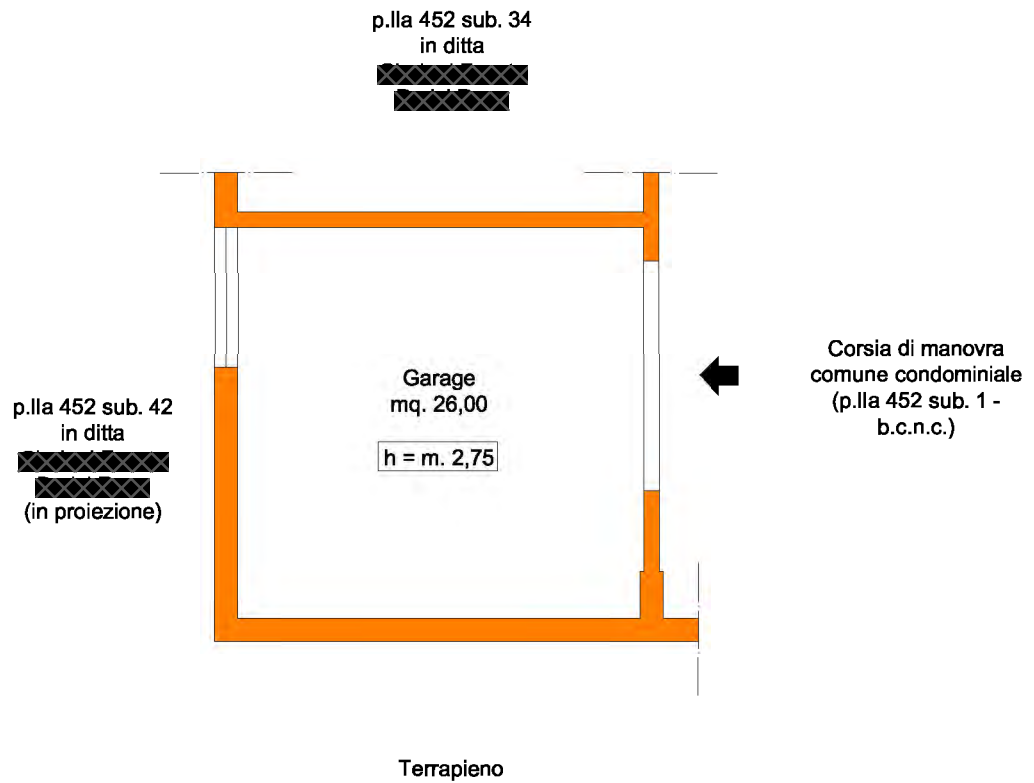 p.lla 452 sub. 34
in ditta
Garage
mq. 26,00
h = m. 2,75
Corsia di manovra
comune condominiale
(p.lla 452 sub. 1 -
b.c.n.c.)
p.lla 452 sub. 42
in ditta
(in proiezione)
Terrapieno